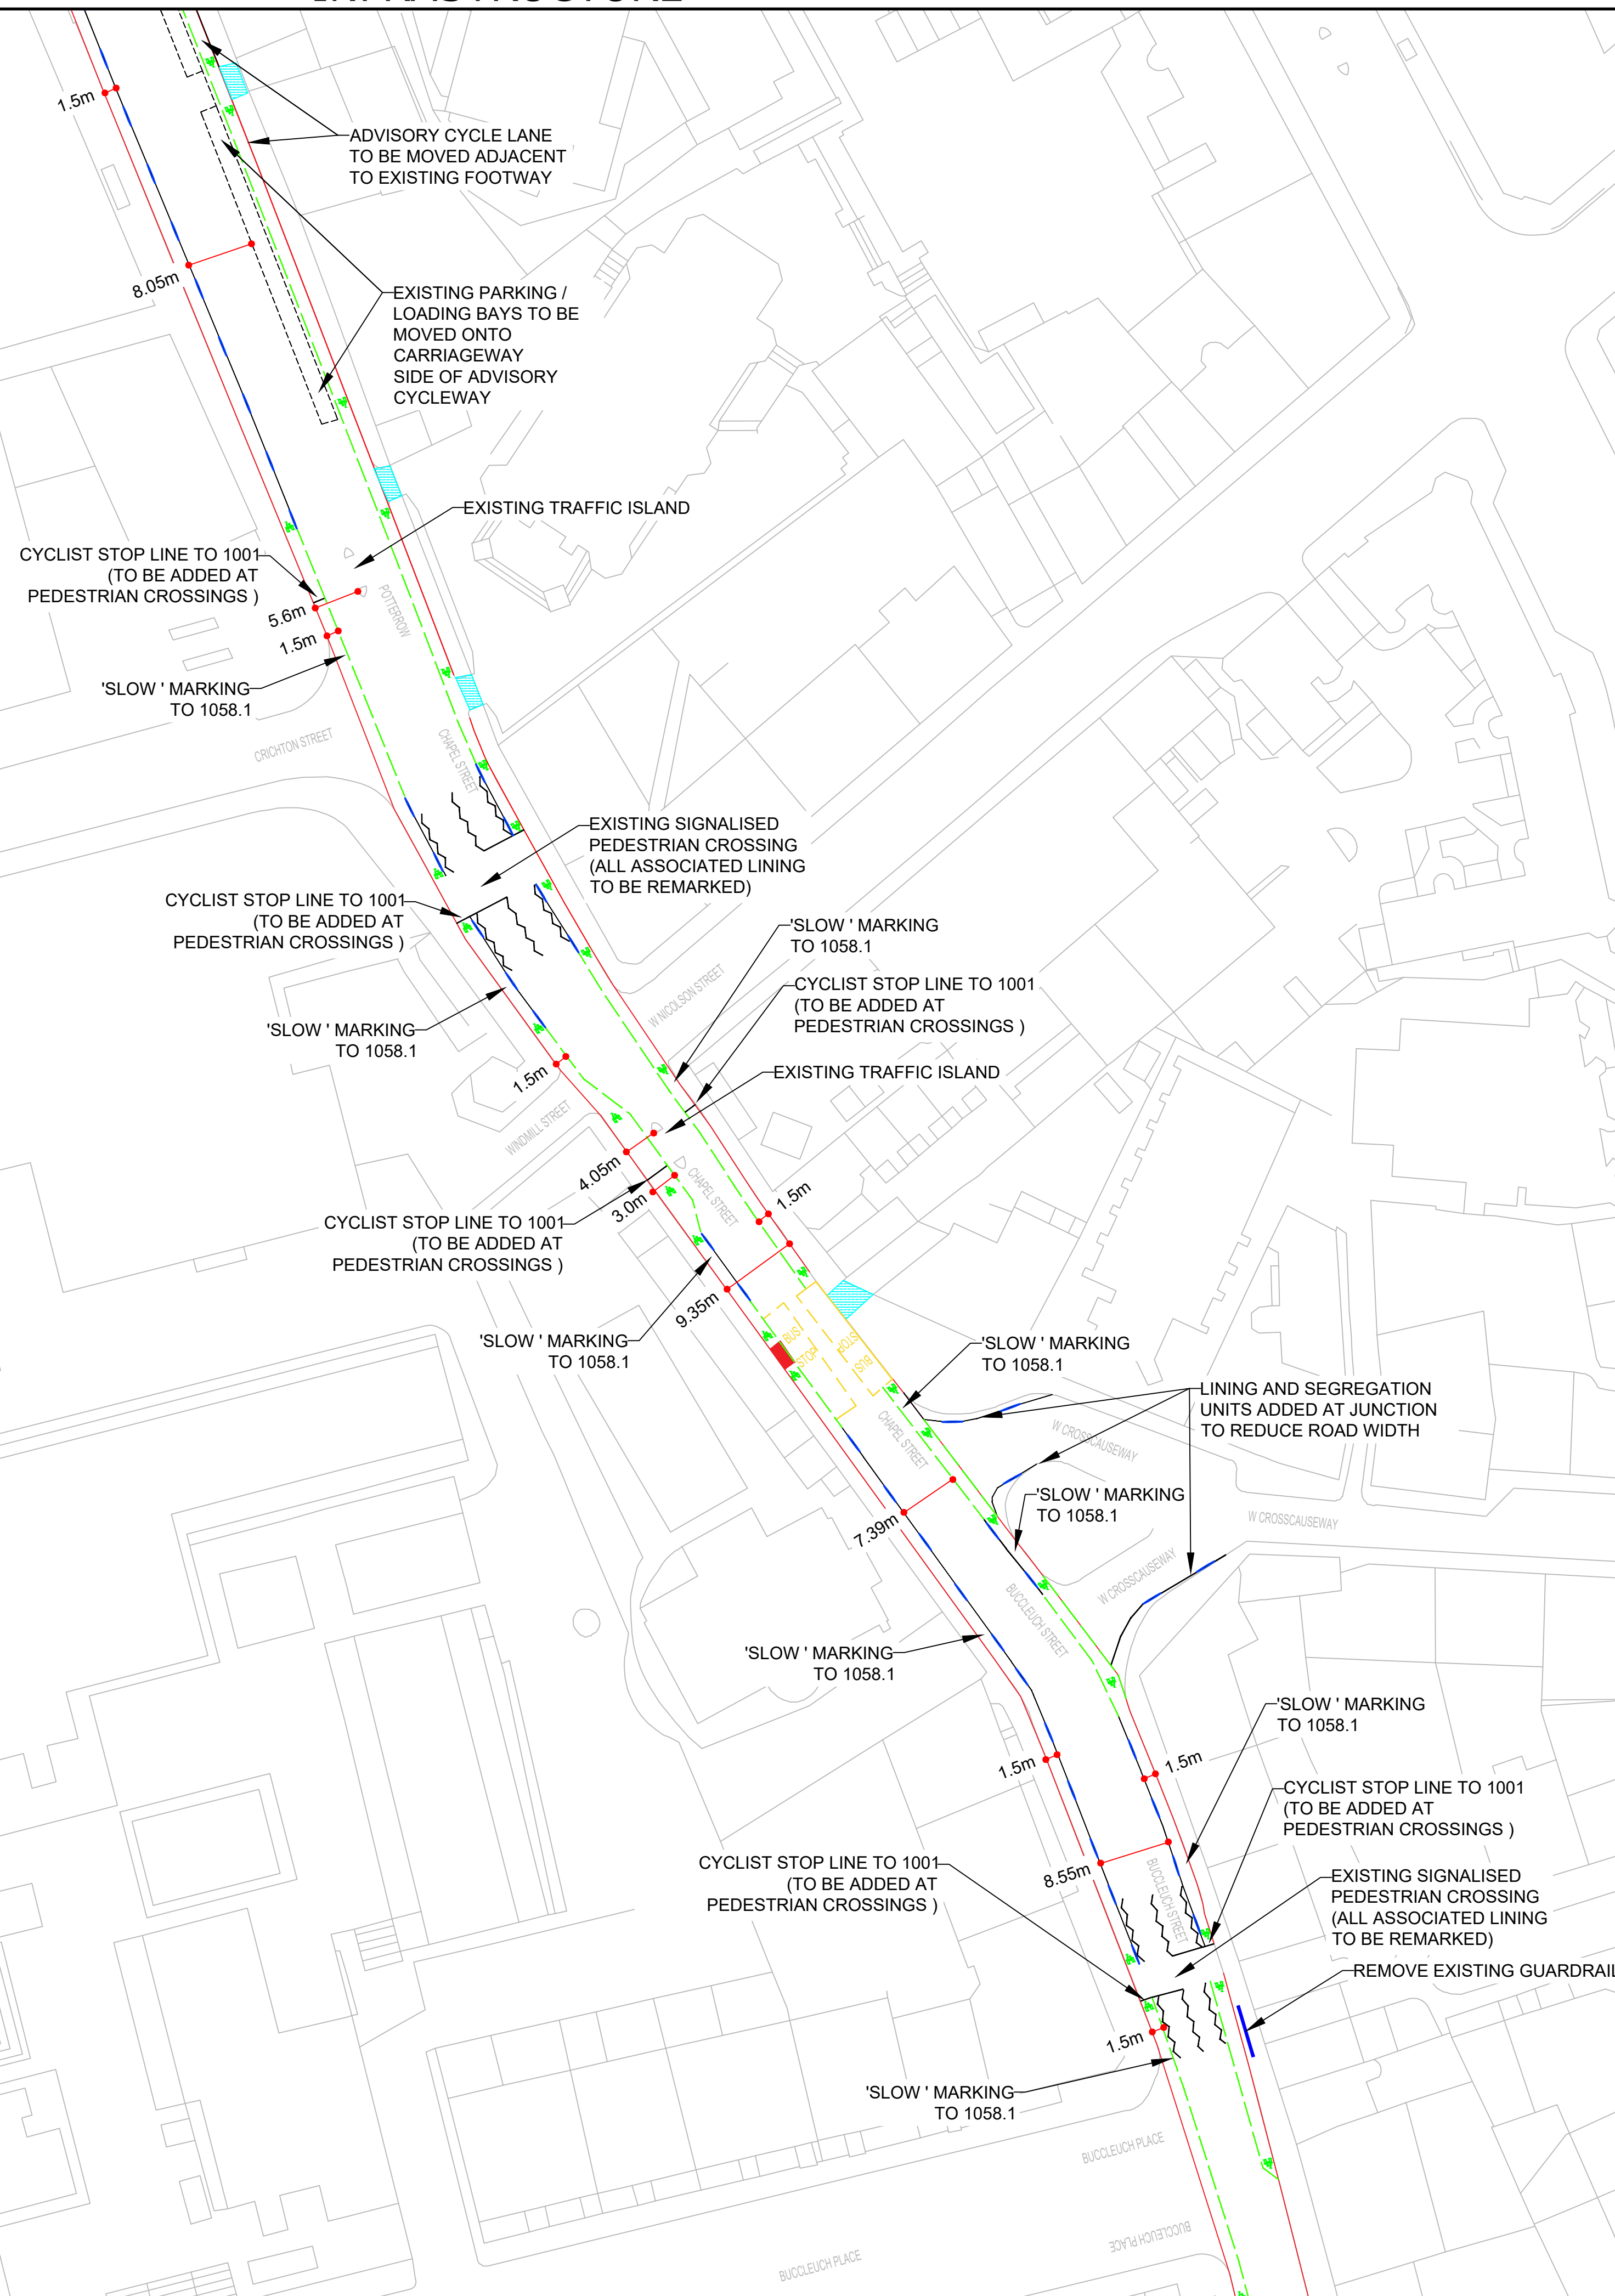 INFRASTRUCTURE
1.5m
ADVISORY CYCLE LANE
TO BE MOVED ADJACENT
TO EXISTING FOOTWAY
8.05m
EXISTING PARKING /
LOADING BAYS TO BE
MOVED ONTO
CARRIAGEWAY
SIDE OF ADVISORY
CYCLEWAY
EXISTING TRAFFIC ISLAND
CYCLIST STOP LINE TO 1001
(TO BE ADDED AT
PEDESTRIAN CROSSINGS )
POTTERROW
5.6m
1.5m
'SLOW ' MARKING
TO 1058.1
CRICHTON STREET
CHAPEL STREET
EXISTING SIGNALISED
PEDESTRIAN CROSSING
(ALL ASSOCIATED LINING
TO BE REMARKED)
CYCLIST STOP LINE TO 1001
(TO BE ADDED AT
PEDESTRIAN CROSSINGS )
'SLOW ' MARKING
TO 1058.1
W NICOLSON STREET
CYCLIST STOP LINE TO 1001
(TO BE ADDED AT
PEDESTRIAN CROSSINGS )
'SLOW ' MARKING
TO 1058.1
EXISTING TRAFFIC ISLAND
1.5m
WINDMILL STREET
4.05m
3.0m
CHAPEL STREET
1.5m
CYCLIST STOP LINE TO 1001
(TO BE ADDED AT
PEDESTRIAN CROSSINGS )
9.35m
'SLOW ' MARKING
TO 1058.1
BUS
STOP
BUS
STOP
'SLOW ' MARKING
TO 1058.1
LINING AND SEGREGATION
UNITS ADDED AT JUNCTION
TO REDUCE ROAD WIDTH
CHAPEL STREET
W CROSSCAUSEWAY
'SLOW ' MARKING
TO 1058.1
W CROSSCAUSEWAY
7.39m
W CROSSCAUSEWAY
BUCCLEUCH STREET
'SLOW ' MARKING
TO 1058.1
'SLOW ' MARKING
TO 1058.1
1.5m
1.5m
CYCLIST STOP LINE TO 1001
(TO BE ADDED AT
PEDESTRIAN CROSSINGS )
CYCLIST STOP LINE TO 1001
(TO BE ADDED AT
PEDESTRIAN CROSSINGS )
8.55m
BUCCLEUCH STREET
EXISTING SIGNALISED
PEDESTRIAN CROSSING
(ALL ASSOCIATED LINING
TO BE REMARKED)
REMOVE EXISTING GUARDRAIL
1.5m
'SLOW ' MARKING
TO 1058.1
BUCCLEUCH PLACE
BUCCLEUCH PLACE
BUCCLEUCH PLACE